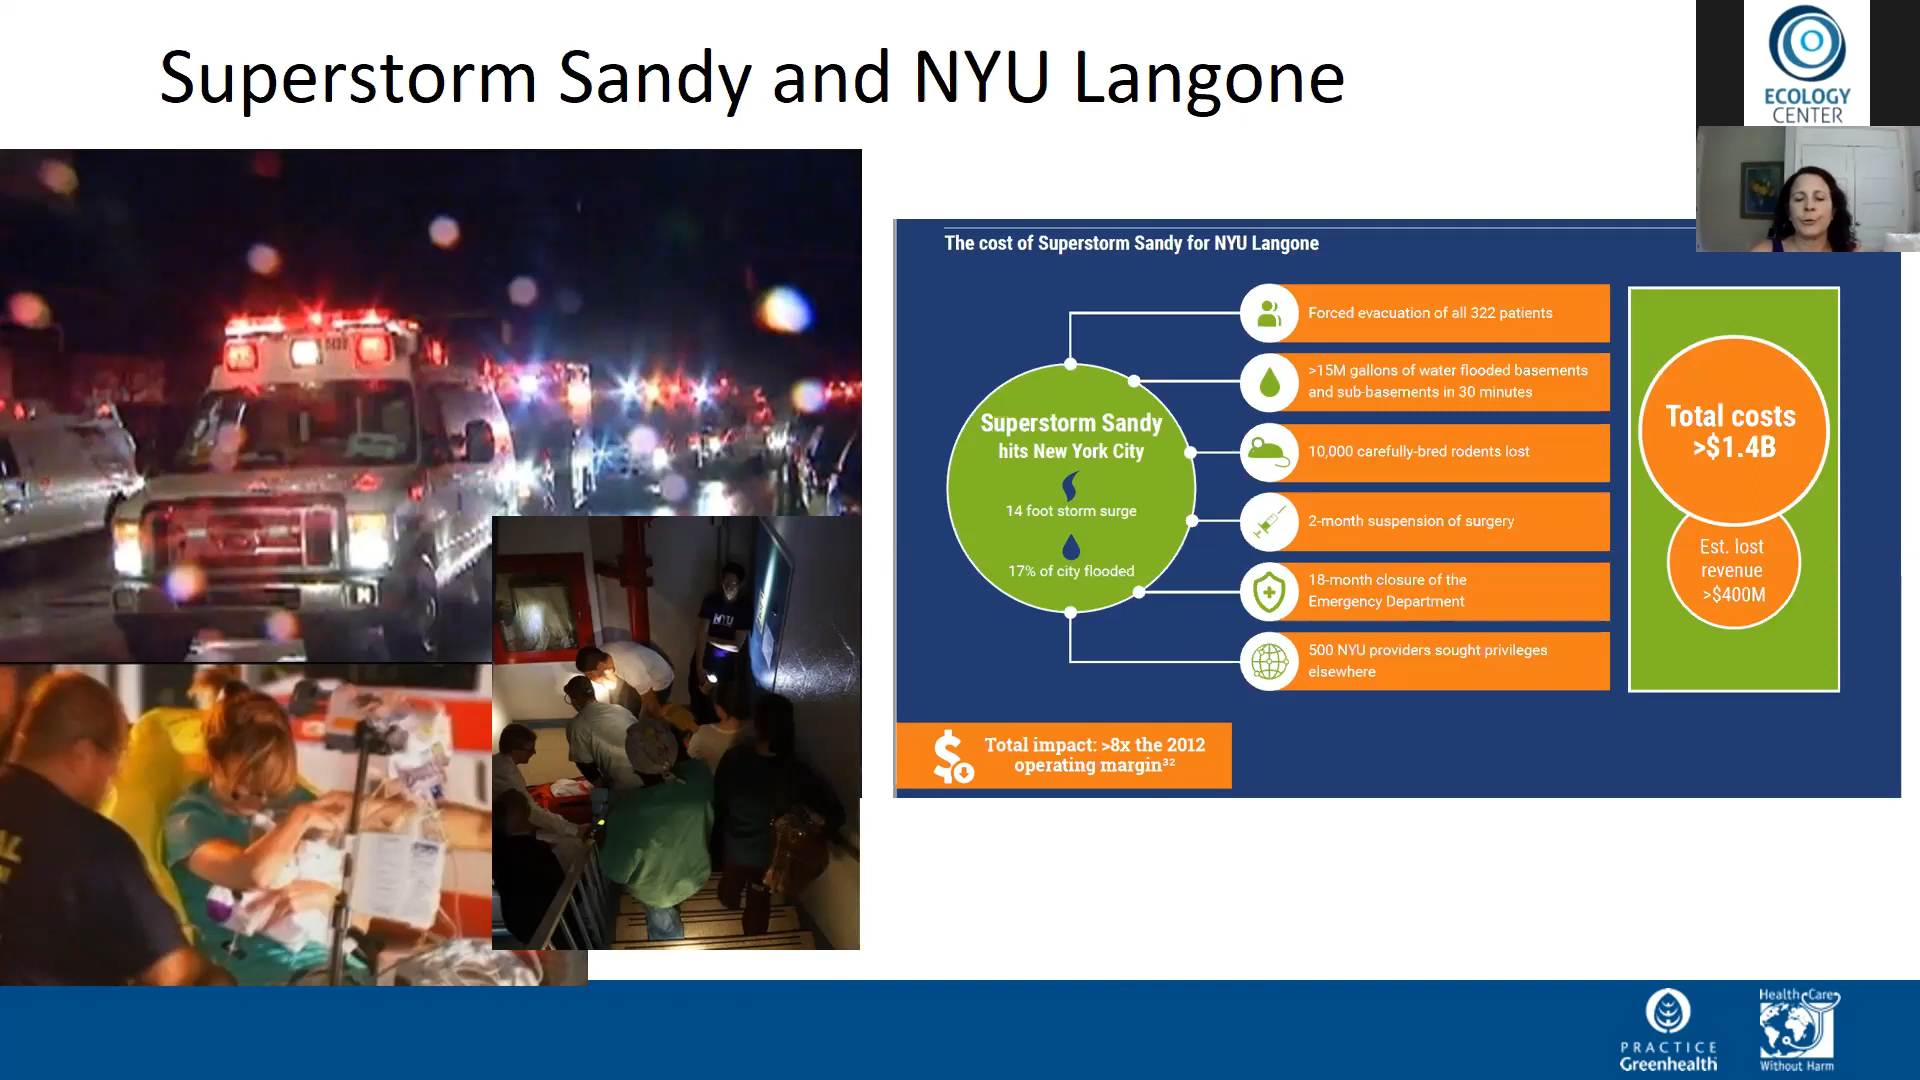 Superstorm Sandy and NYU Langone
ECOLOGY
CENTER
The cost of Superstorm Sandy for NYU Langone
Superstorm Sandy
hits New York City
14 foot storm surge
17% of city flooded
Forced evacuation of all 322 patients
>15M gallons of water flooded basements
and sub-basements in 30 minutes
10,000 carefully-bred rodents lost
2-month suspension of surgery
18-month closure of the
Emergency Department
500 NYU providers sought privileges
elsewhere
Total costs
>$1.4B
Est. lost
revenue
>$400M
Total impact: >8x the 2012
operating margin³²
NYU
PRACTICE
Greenhealth
Health Care
Without Harm